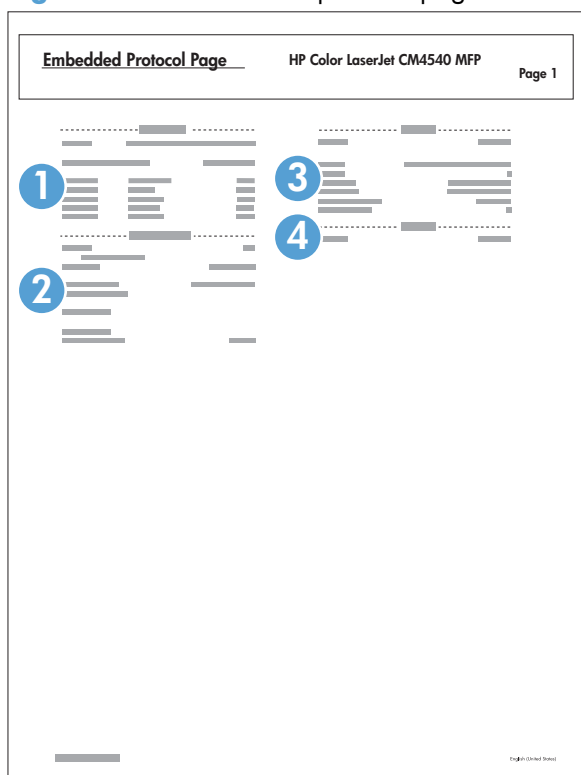 Embedded Protocol Page
HP Color LaserJet CM4540 MFP
Page 1
1
3
4
2
English (United States)